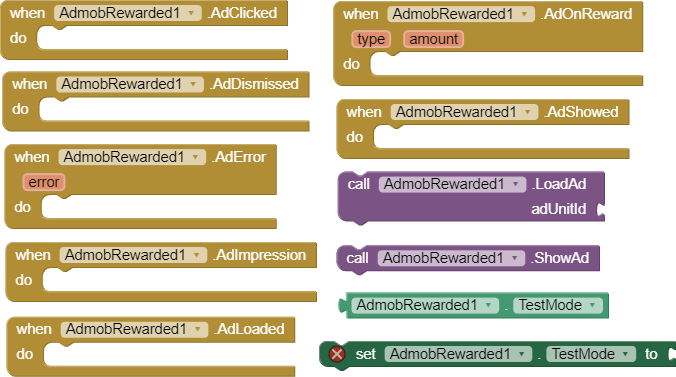 when AdmobRewarded1 .AdClicked
do
when AdmobRewarded1 .AdDismissed
do
when AdmobRewarded1 .AdError
error
do
when AdmobRewarded1 .AdImpression
do
when AdmobRewarded1 .AdLoaded
do
when AdmobRewarded1 .AdOnReward
type amount
do
when AdmobRewarded1 .AdShowed
do
call AdmobRewarded1 .LoadAd
adUnitId
call AdmobRewarded1 .ShowAd
AdmobRewarded1 . TestMode
set AdmobRewarded1 . TestMode to